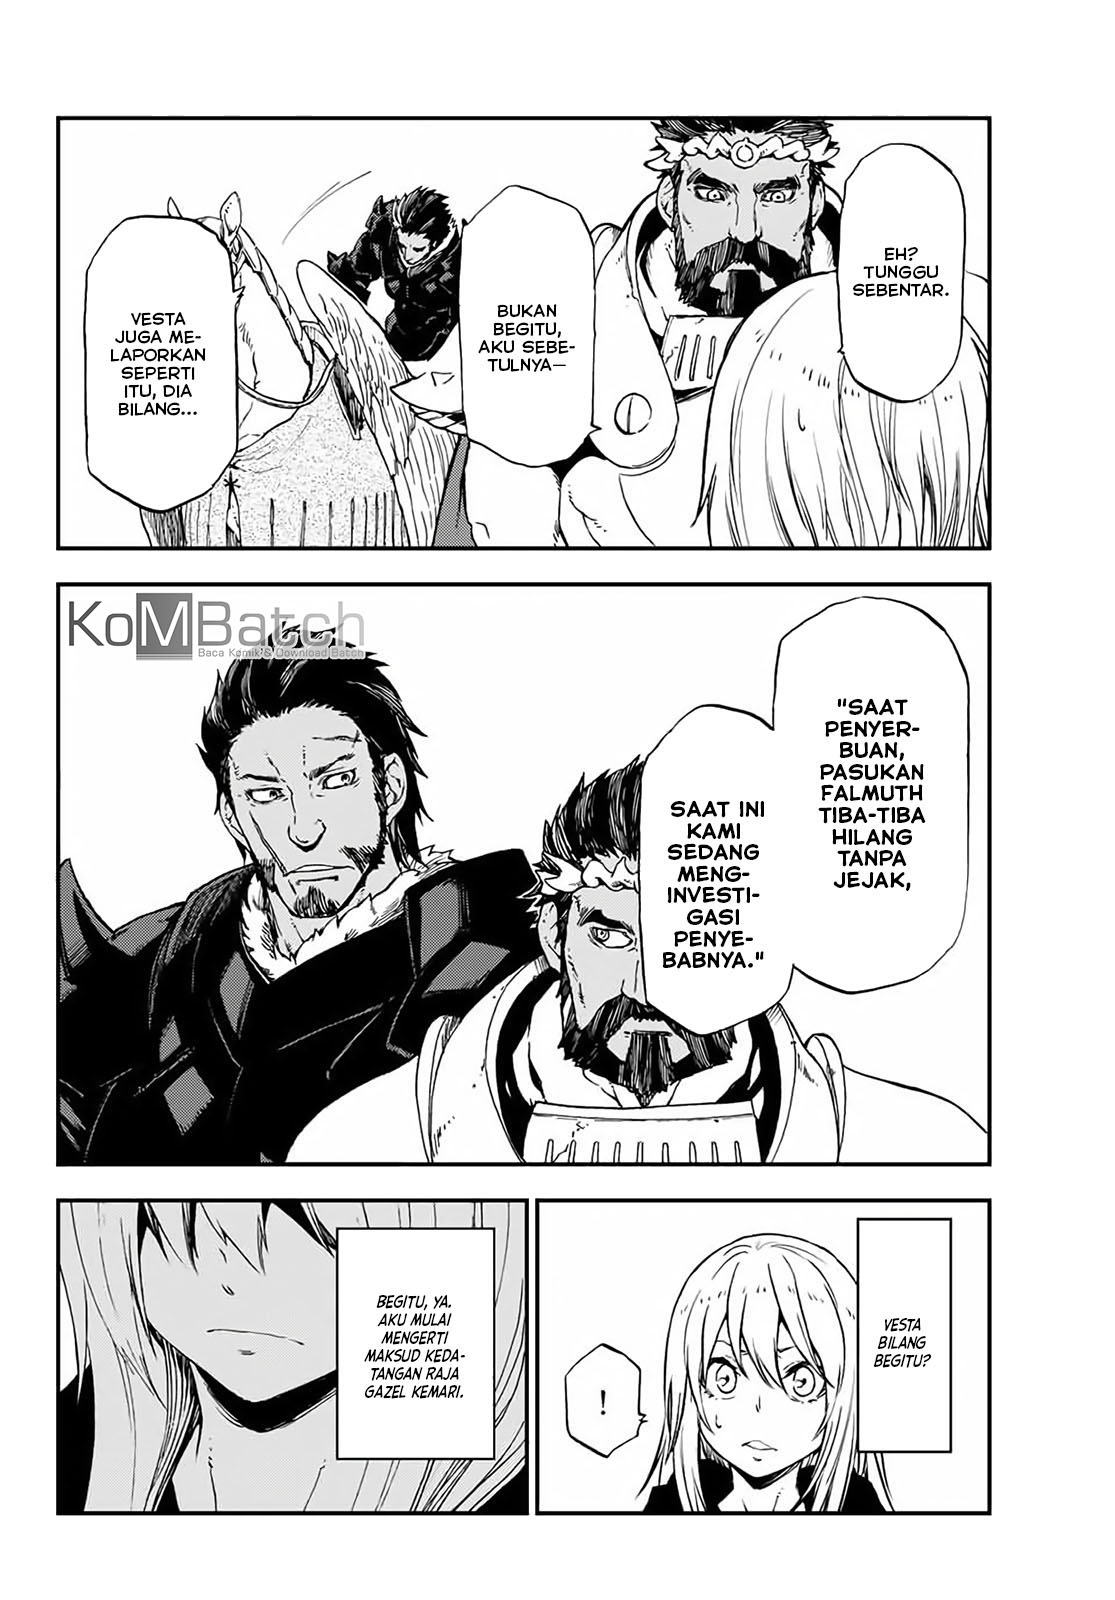 EH?
TUNGGU
SEBENTAR.
BUKAN
BEGITU,
AKU SEBE-
TULNYA—
VESTA
JUGA ME-
LAPORKAN
SEPERTI
ITU, DIA
BILANG...
KoMBatch
Baca Komik & Download Batch
"SAAT
PENYER-
BUAN,
PASUKAN
FALMUTH
TIBA-TIBA
HILANG
TANPA
JEJAK,
SAAT INI
KAMI
SEDANG
MENG-
INVESTI-
GASI
PENYE-
BABNYA."
VESTA
BILANG
BEGITU?
!
BEGITU, YA.
AKU MULAI
MENGERTI
MAKSUD KEDA-
TANGAN RAJA
GAZEL KEMARI.